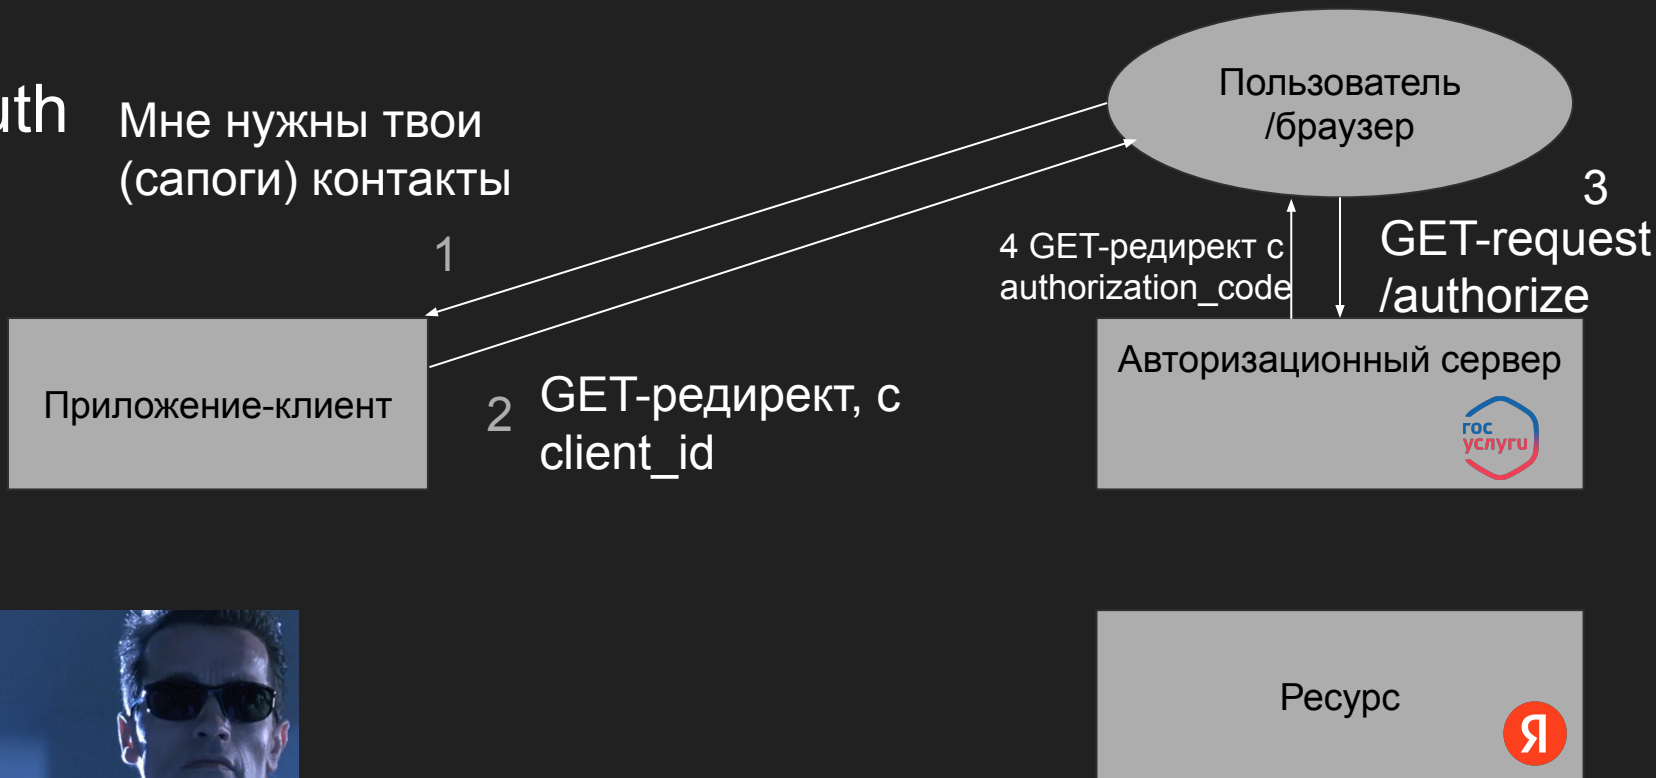 uth
Мне нужны твои
(сапоги) контакты
Пользователь
/браузер
1
3
4 GET-редирект с
authorization_code
GET-request
/authorize
Приложение-клиент
2
GET-редирект, с
client_id
Авторизационный сервер
гос
услуги
Ресурс
Я